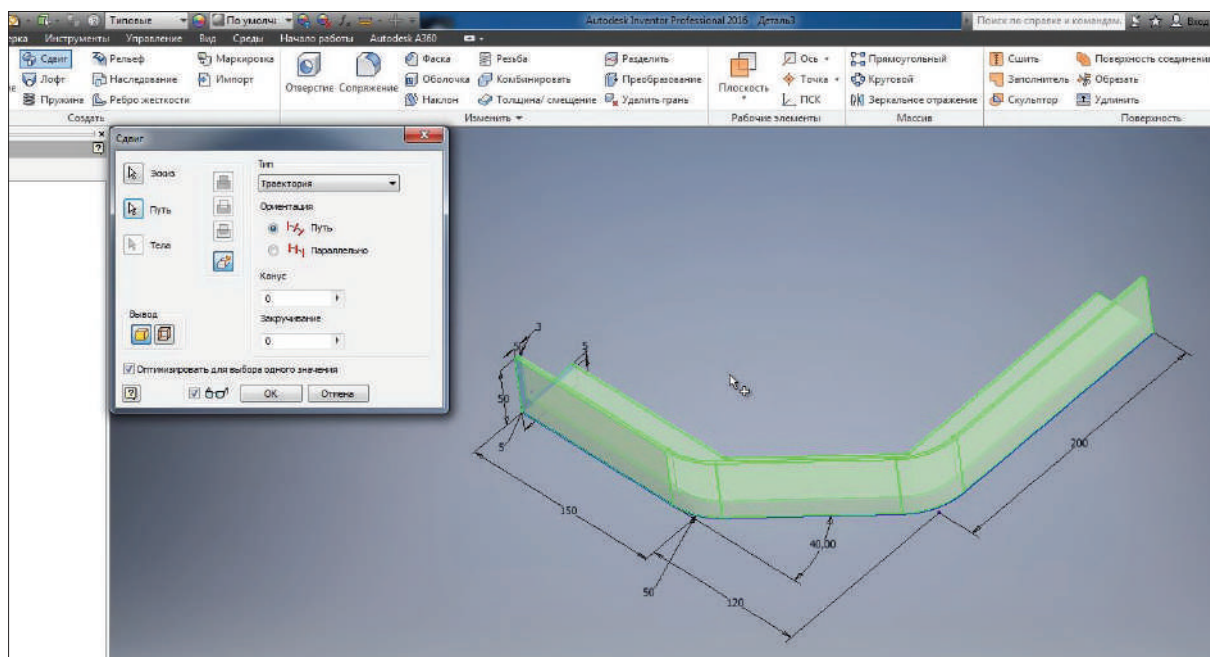 Типовые По умолч Autodesk Inventor Professional 2016 Деталь3 Поиск по справке и командам. Вход
рка Инструменты Управление Вид Среды Начало работы Autodesk A360
Сдвиг Рельеф Маркировка Фаска Резьба Разделить Ось Прямоугольный Сшить Поверхность соединени
Лофт Наследование Импорт Отверстие Сопряжение Оболочка Комбинировать Преобразование Плоскость Точка Круговой Заполнитель Обрезать
Пружина Ребро жесткости Наклон Толщина/ смещение Удалить грань ПСК Зеркальное отражение Скульптор Удлинить
Создать Изменить Рабочие элементы Массив Поверхность
Сдвиг
Эскиз
Путь
Тела
Вывод
Тип
Траектория
Ориентация
Путь
Параллельно
Конус
0
Закручивание
0
Оптимизировать для выбора одного значения
OK Отмена
3
5
5
50
5
150
50
120
40,00
200